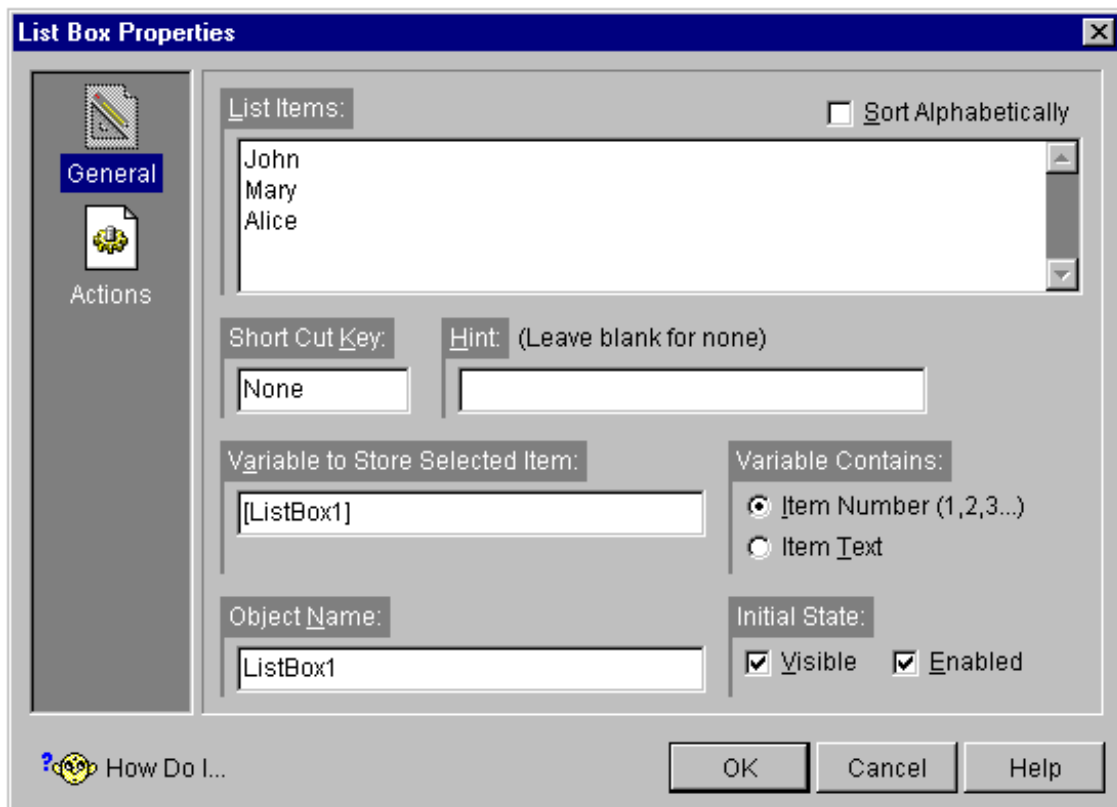 List Box Properties
General
Actions
List Items:
Sort Alphabetically
John
Mary
Alice
Short Cut Key:
Hint: (Leave blank for none)
None
Variable to Store Selected Item:
[ListBox1]
Variable Contains:
Item Number (1,2,3...)
Item Text
Object Name:
ListBox1
Initial State:
Visible Enabled
? How Do I...
OK Cancel Help